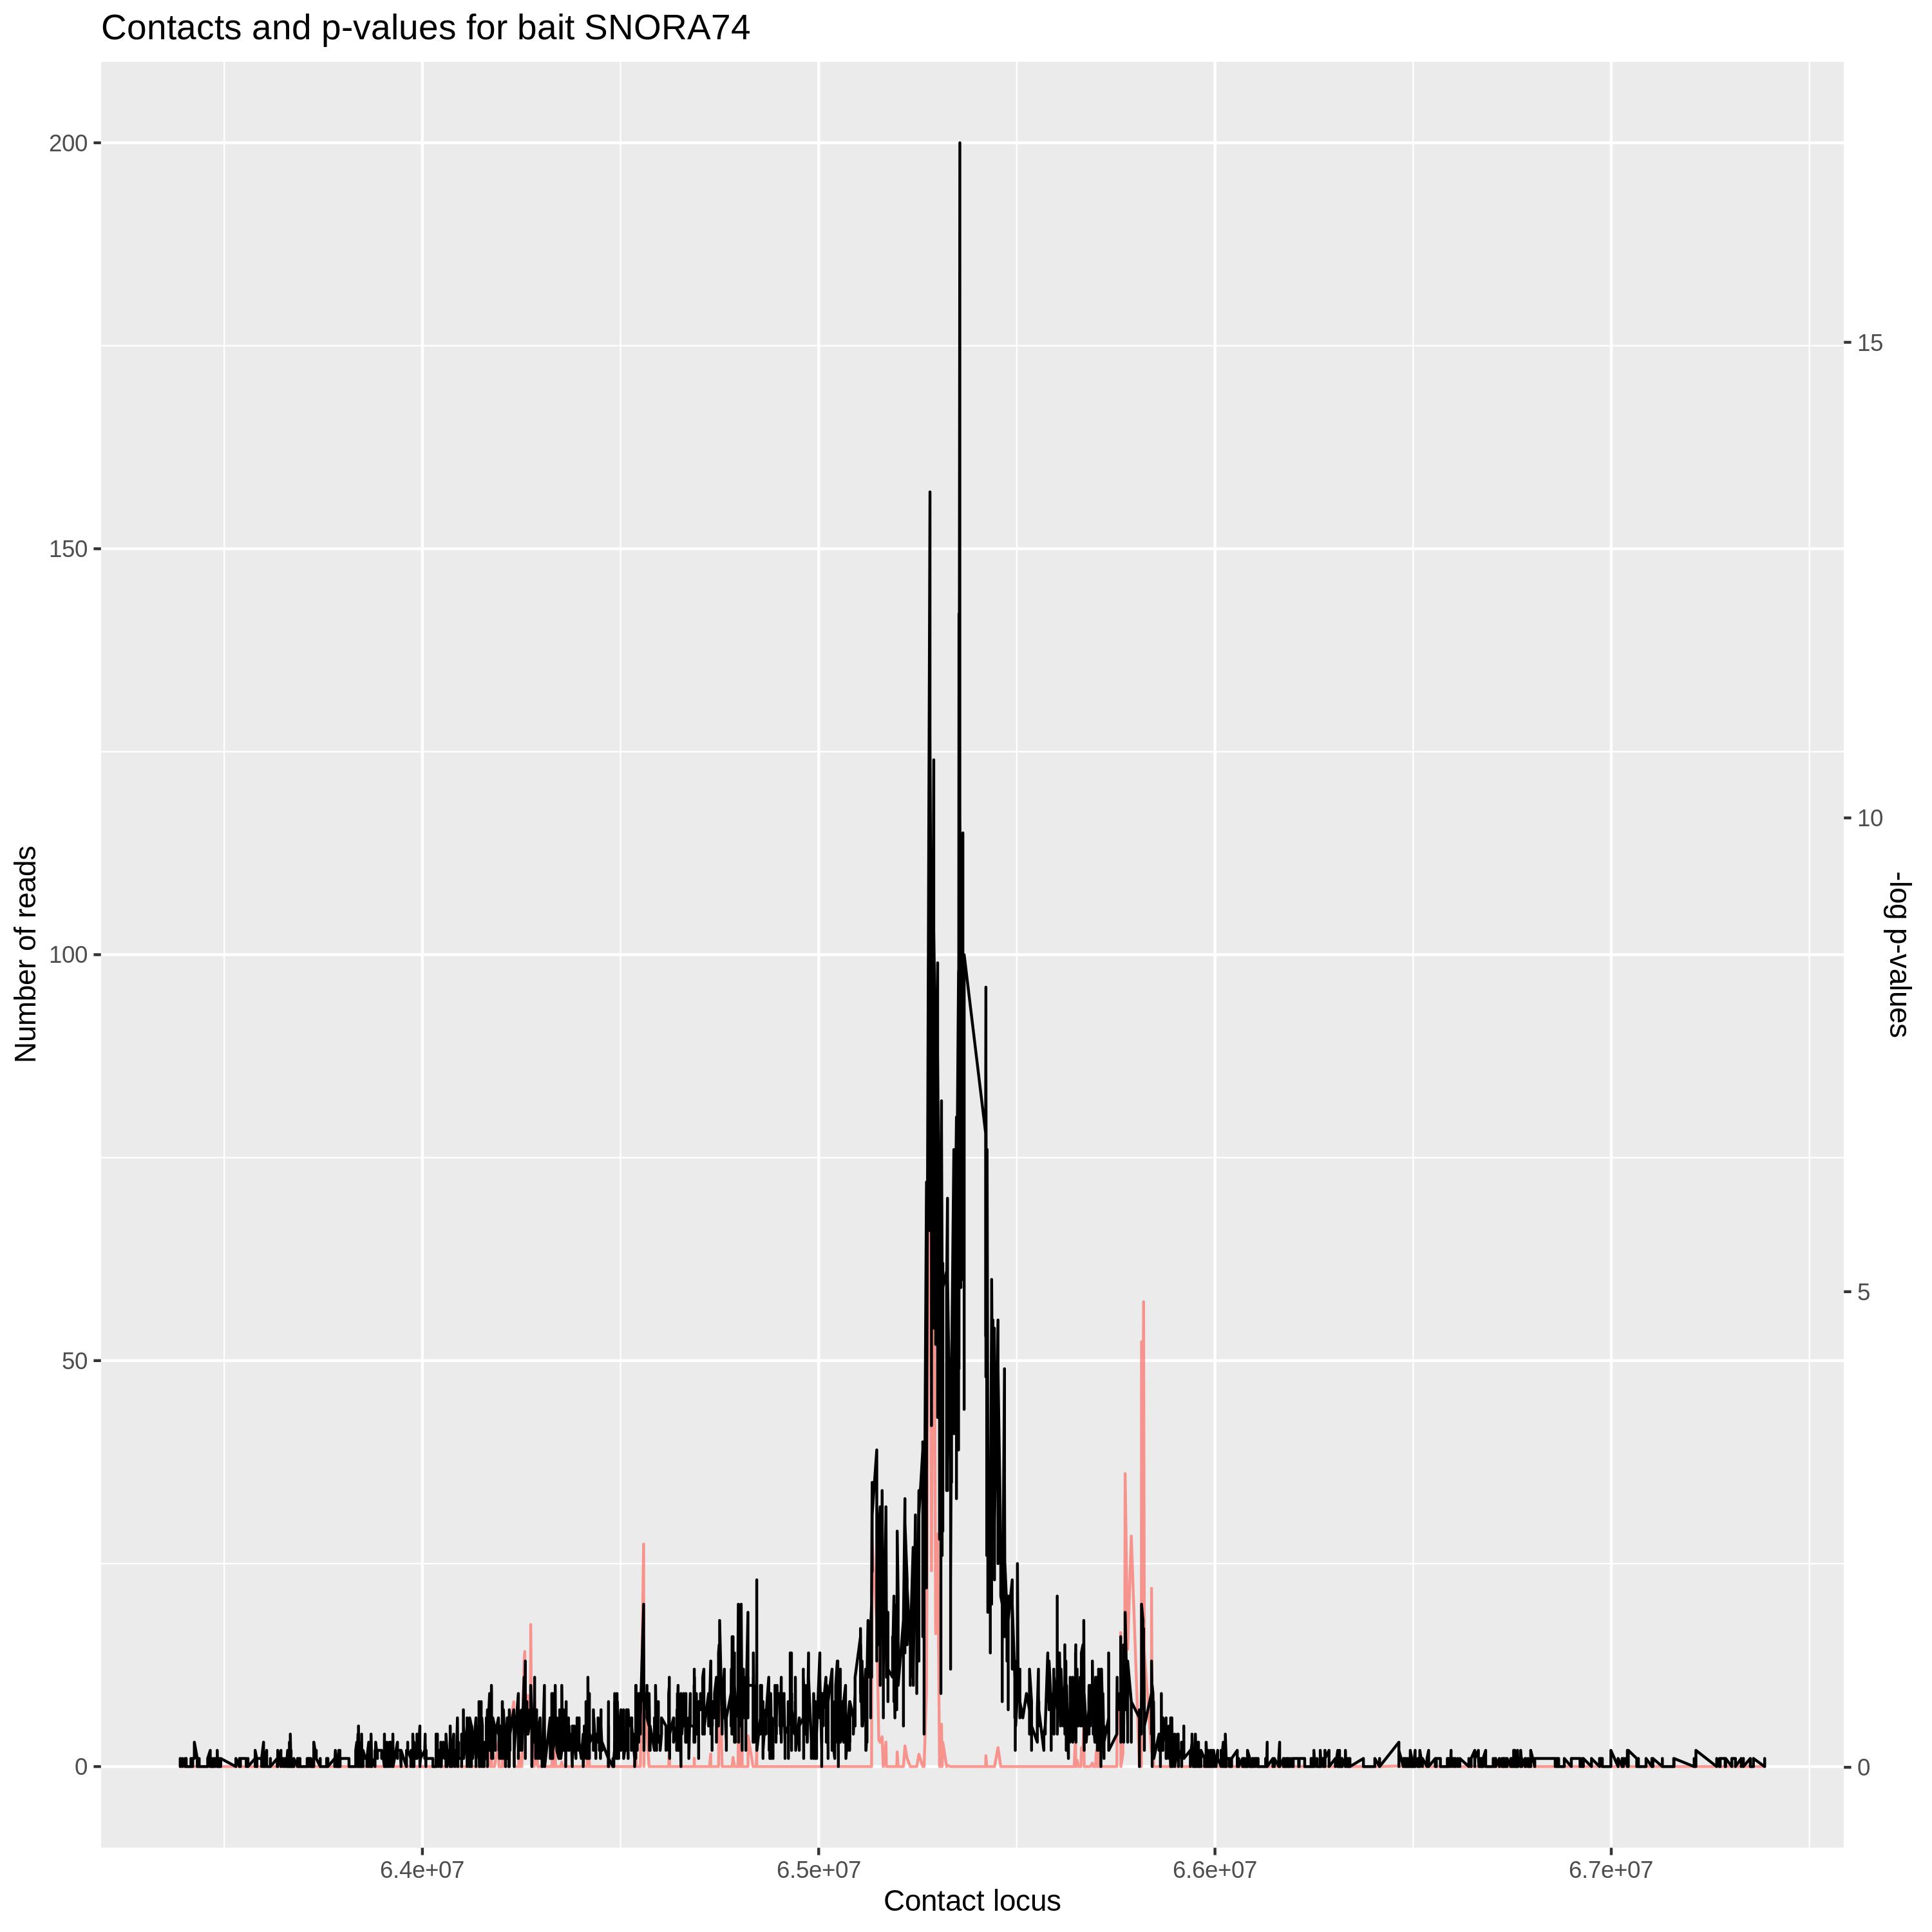 Contacts and p-values for bait SNORA74
200
150
100
50
0
Number of reads
15
10
5
0
-log p-values
6.4e+07
6.5e+07
6.6e+07
6.7e+07
Contact locus